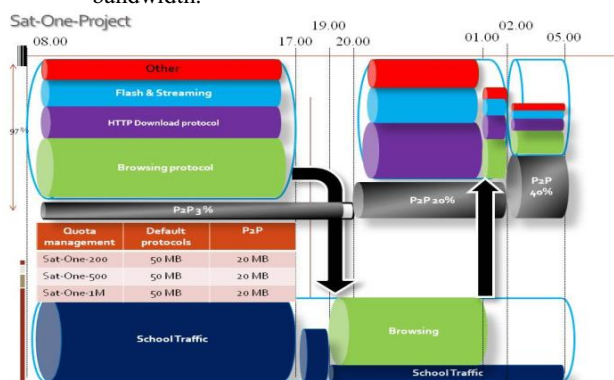 bandwidth.
Sat-One-Project
19.00
02.00
08.00
17.00
20.00
01.00
05.00
Other
Flash & Streaming
HTTP Download protocol
97%
Browsing protocol
P2P
40%
P2P 20%
P2P 3%
Quota management Default protocols P2P
Sat-One-200 50 MB 20 MB
Sat-One-500 50 MB 20 MB
Sat-One-1M 50 MB 20 MB
Browsing
School Traffic
School Traffic